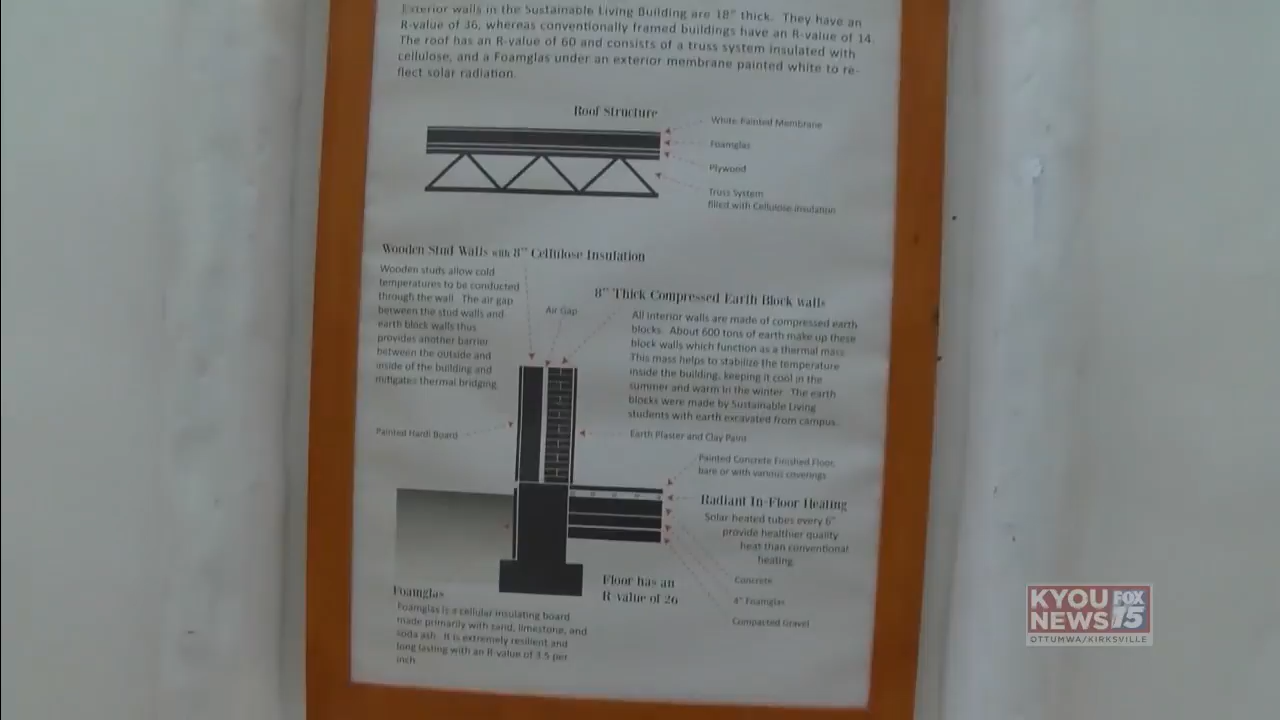 Exterior walls in the Sustainable Living Building are 18" thick. They have an
R-value of 36, whereas conventionally framed buildings have an R-value of 14.
The roof has an R-value of 60 and consists of a truss system insulated with
cellulose, and a Foamglas under an exterior membrane painted white to re-
flect solar radiation.
Roof Structure
White Painted Membrane
Foamglas
Plywood
Truss System
filled with Cellulose Insulation
Wooden Stud Walls with 8" Cellulose Insulation
Wooden studs allow cold
temperatures to be conducted
through the wall. The air gap
between the stud walls and
earth block walls thus
provides another barrier
between the outside and
inside of the building and
mitigates thermal bridging.
Air Gap
8" Thick Compressed Earth Block walls
All interior walls are made of compressed earth
blocks. About 600 tons of earth make up these
block walls which function as a thermal mass.
This mass helps to stabilize the temperature
inside the building, keeping it cool in the
summer and warm in the winter. The earth
blocks were made by Sustainable Living
students with earth excavated from campus.
Painted Hardi Board
Earth Plaster and Clay Paint
Painted Concrete Finished Floor,
bare or with various coverings
Radiant In-Floor Heating
Solar heated tubes every 6"
provide healthier quality
heat than conventional
heating.
Concrete
4" Foamglas
Compacted Gravel
Floor has an
R-value of 26
Foamglas
Foamglas is a cellular insulating board
made primarily with sand, limestone, and
soda ash. It is extremely resilient and
long lasting with an R-value of 3.5 per
inch.
KYOU FOX
NEWS 15
OTTUMWA/KIRKSVILLE